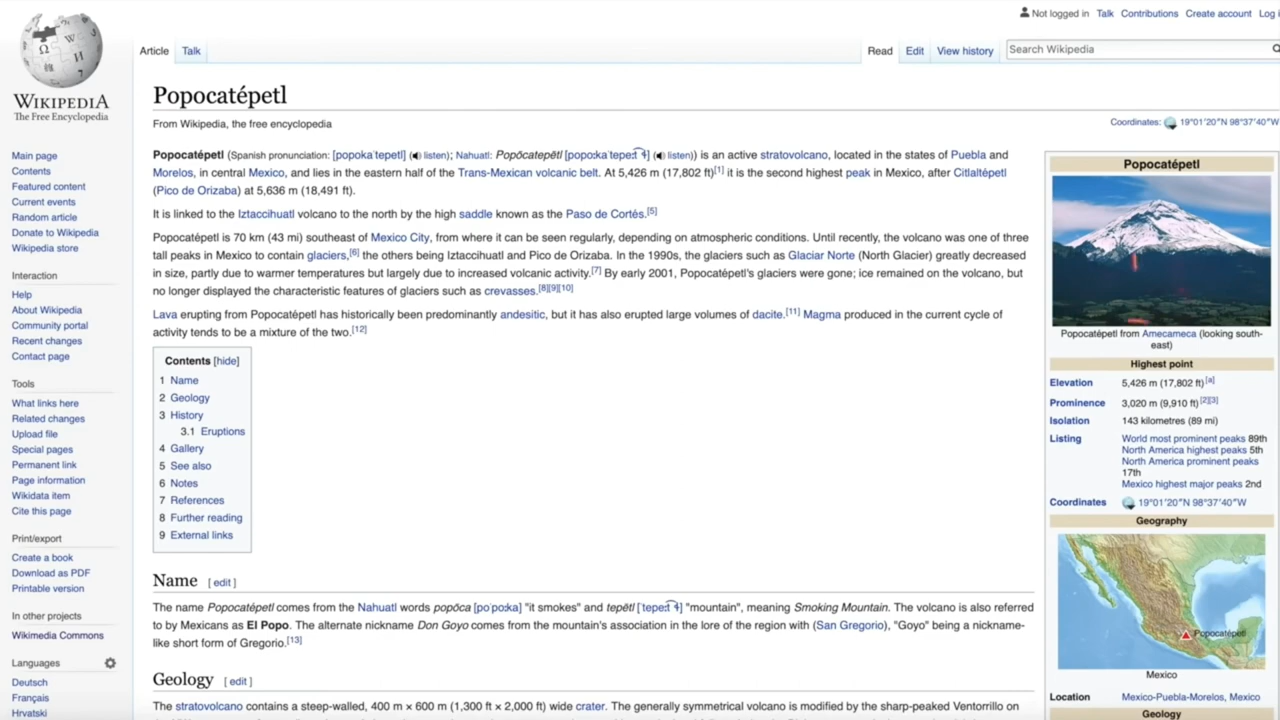 Not logged in Talk Contributions Create account Log i
Article Talk Read Edit View history Search Wikipedia
WIKIPEDIA
The Free Encyclopedia
Main page
Contents
Featured content
Current events
Random article
Donate to Wikipedia
Wikipedia store
Interaction
Help
About Wikipedia
Community portal
Recent changes
Contact page
Tools
What links here
Related changes
Upload file
Special pages
Permanent link
Page information
Wikidata item
Cite this page
Print/export
Create a book
Download as PDF
Printable version
In other projects
Wikimedia Commons
Languages
Deutsch
Français
Hrvatski
Popocatépetl
From Wikipedia, the free encyclopedia
Coordinates: 19°01′20″N 98°37′40″W
Popocatépetl (Spanish pronunciation: [popokaˈtepetl] (listen); Nahuatl: Popōcatepētl [popoːkaˈtepeːt͡ɬ] (listen)) is an active stratovolcano, located in the states of Puebla and
Morelos, in central Mexico, and lies in the eastern half of the Trans-Mexican volcanic belt. At 5,426 m (17,802 ft)[1] it is the second highest peak in Mexico, after Citlaltépetl
(Pico de Orizaba) at 5,636 m (18,491 ft).
It is linked to the Iztaccihuatl volcano to the north by the high saddle known as the Paso de Cortés.[5]
Popocatépetl is 70 km (43 mi) southeast of Mexico City, from where it can be seen regularly, depending on atmospheric conditions. Until recently, the volcano was one of three
tall peaks in Mexico to contain glaciers,[6] the others being Iztaccihuatl and Pico de Orizaba. In the 1990s, the glaciers such as Glaciar Norte (North Glacier) greatly decreased
in size, partly due to warmer temperatures but largely due to increased volcanic activity.[7] By early 2001, Popocatépetl's glaciers were gone; ice remained on the volcano, but
no longer displayed the characteristic features of glaciers such as crevasses.[8][9][10]
Lava erupting from Popocatépetl has historically been predominantly andesitic, but it has also erupted large volumes of dacite.[11] Magma produced in the current cycle of
activity tends to be a mixture of the two.[12]
Contents [hide]
1 Name
2 Geology
3 History
3.1 Eruptions
4 Gallery
5 See also
6 Notes
7 References
8 Further reading
9 External links
Name [ edit ]
The name Popocatépetl comes from the Nahuatl words popōca [poˈpoːka] "it smokes" and tepētl [ˈtepeːt͡ɬ] "mountain", meaning Smoking Mountain. The volcano is also referred
to by Mexicans as El Popo. The alternate nickname Don Goyo comes from the mountain's association in the lore of the region with (San Gregorio), "Goyo" being a nickname-
like short form of Gregorio.[13]
Geology [ edit ]
The stratovolcano contains a steep-walled, 400 m × 600 m (1,300 ft × 2,000 ft) wide crater. The generally symmetrical volcano is modified by the sharp-peaked Ventorrillo on
Popocatépetl
Popocatépetl from Amecameca (looking south-
east)
Highest point
Elevation 5,426 m (17,802 ft)[a]
Prominence 3,020 m (9,910 ft)[2][3]
Isolation 143 kilometres (89 mi)
Listing World most prominent peaks 89th
North America highest peaks 5th
North America prominent peaks
17th
Mexico highest major peaks 2nd
Coordinates 19°01′20″N 98°37′40″W
Geography
Popocatépetl
Mexico
Location Mexico-Puebla-Morelos, Mexico
Geology